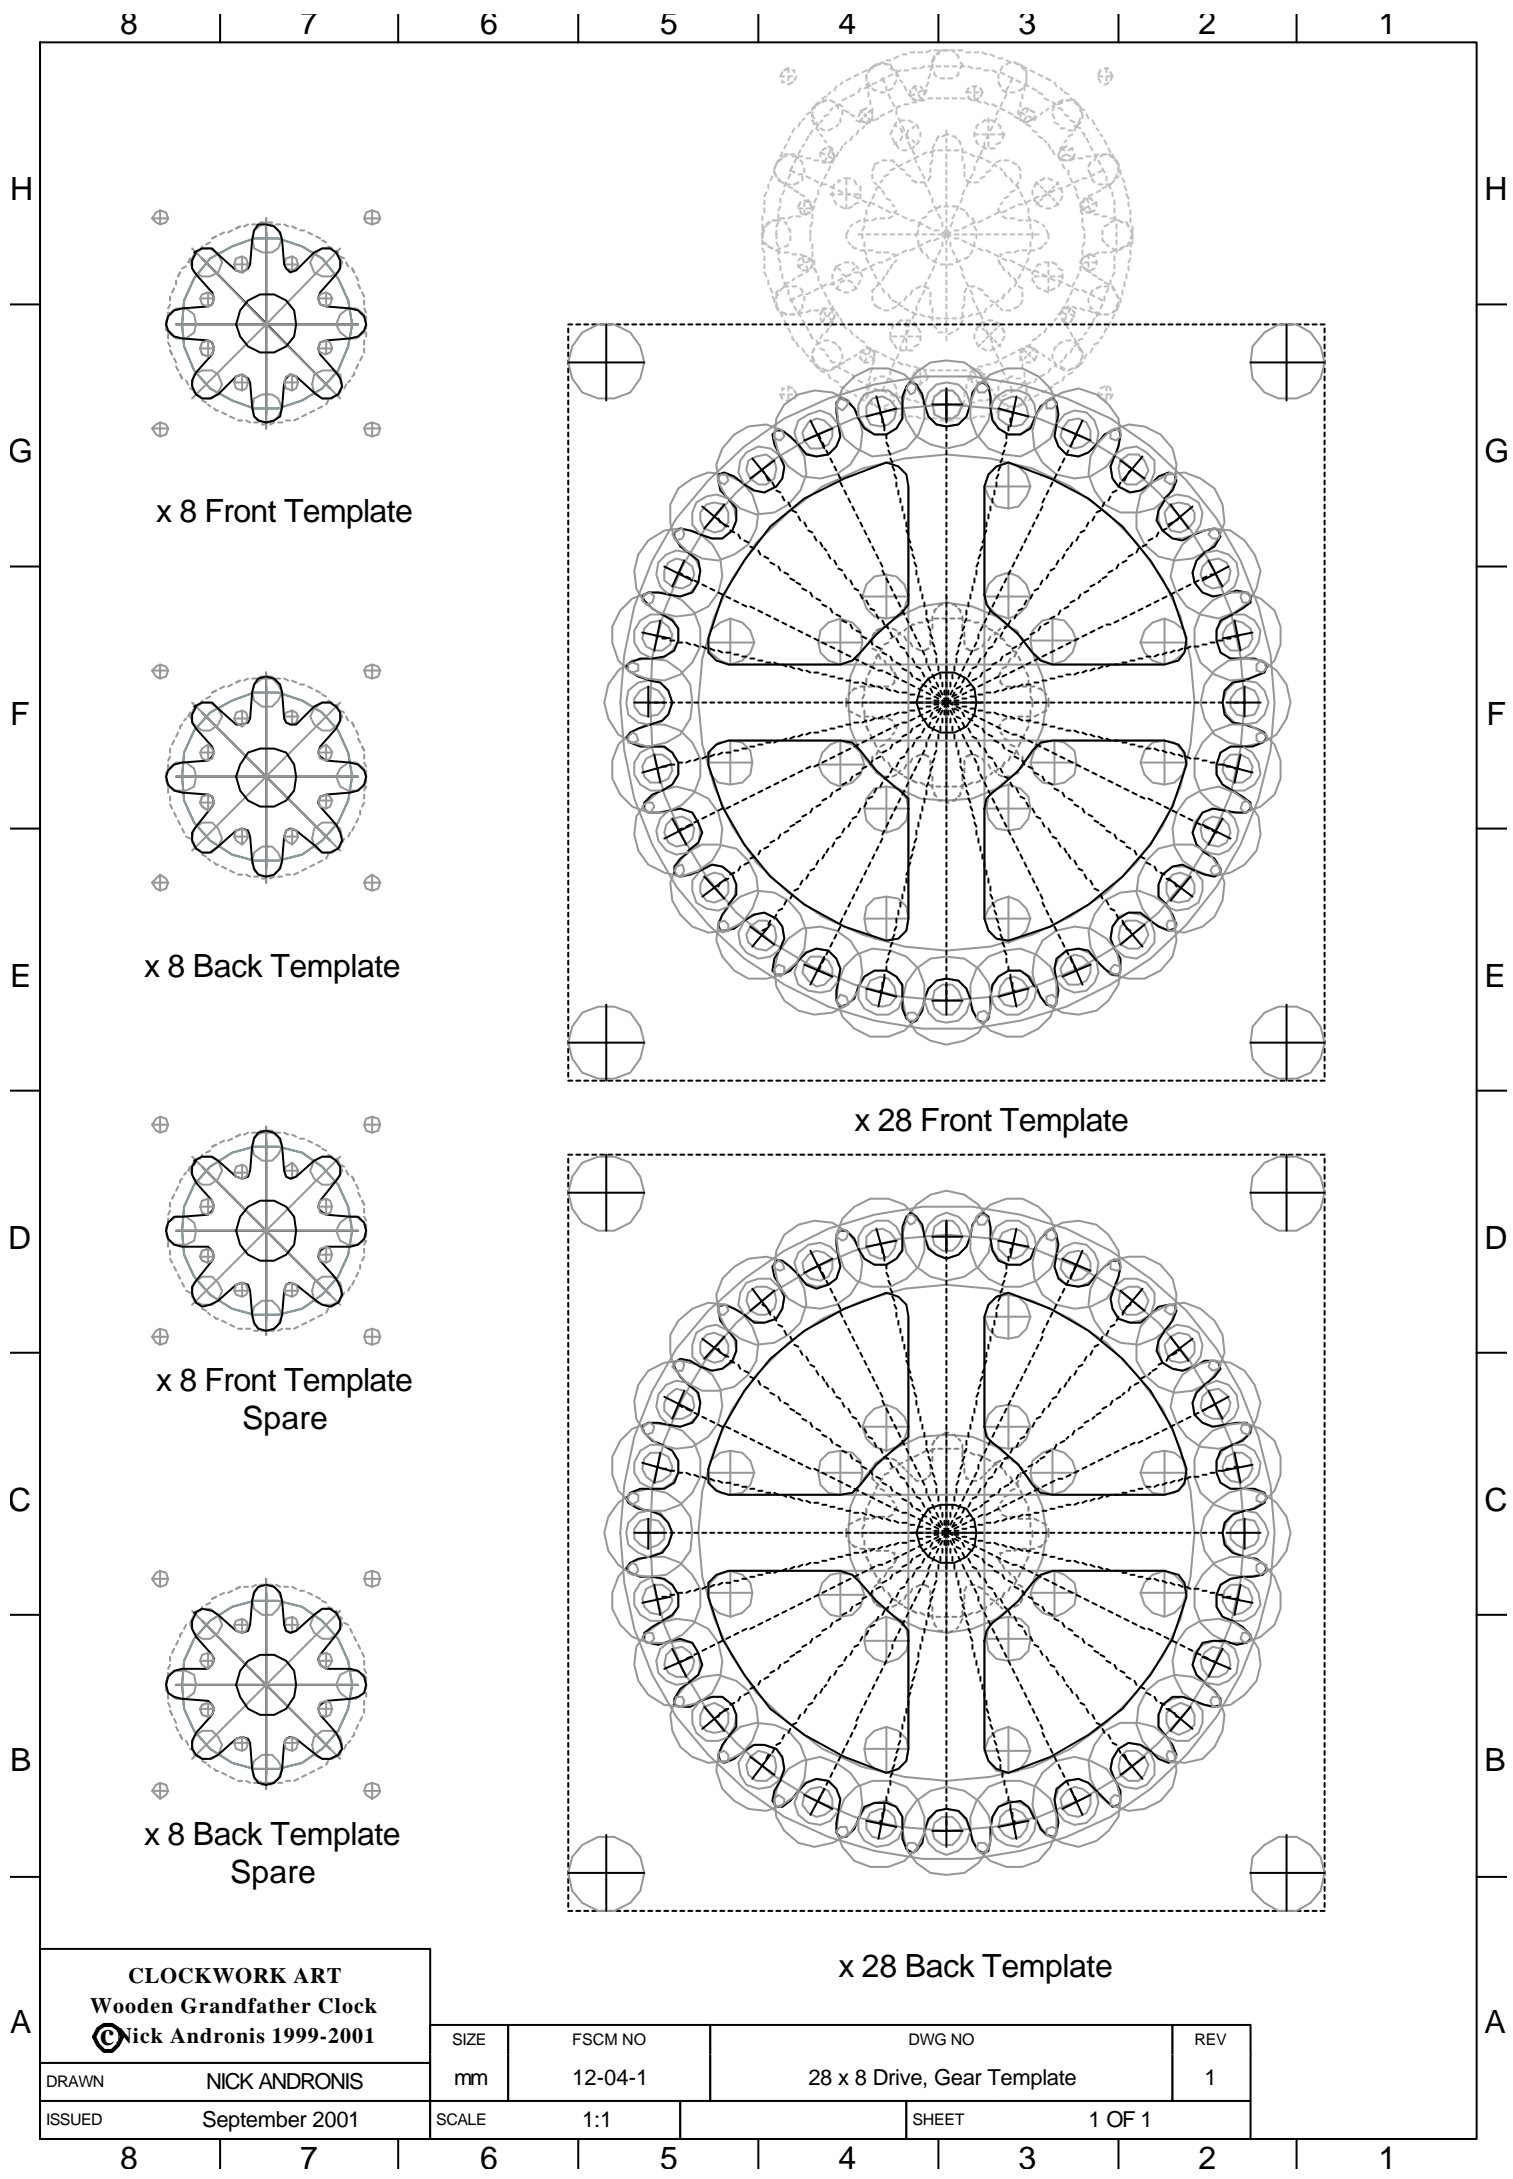 8 7 6 5 4 3 2 1
H H
G G
F F
E E
D D
C C
B B
A A
x 8 Front Template
x 8 Back Template
x 28 Front Template
x 8 Front Template
Spare
x 8 Back Template
Spare
x 28 Back Template
CLOCKWORK ART
Wooden Grandfather Clock
©Nick Andronis 1999-2001
DRAWN NICK ANDRONIS
ISSUED September 2001
SIZE FSCM NO DWG NO REV
mm 12-04-1 28 x 8 Drive, Gear Template 1
SCALE 1:1 SHEET 1 OF 1
8 7 6 5 4 3 2 1